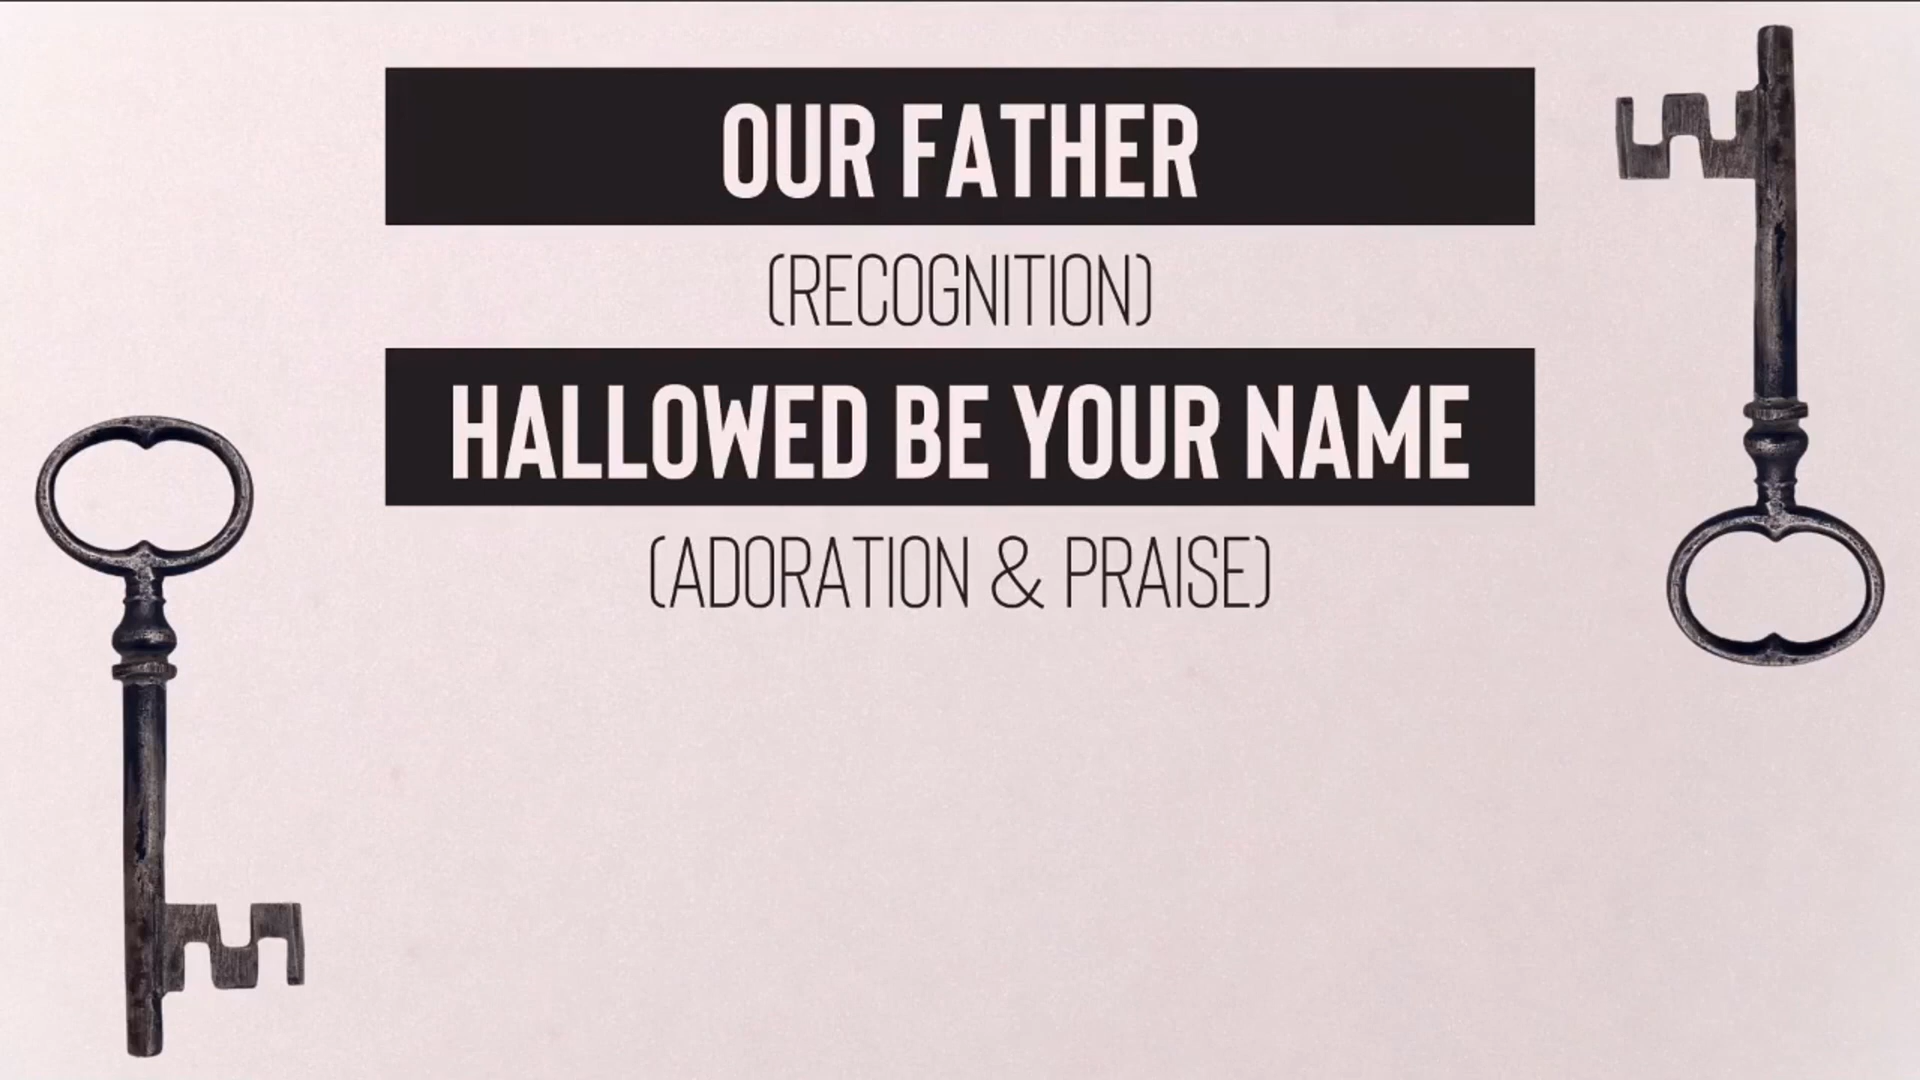 OUR FATHER
(RECOGNITION)
HALLOWED BE YOUR NAME
(ADORATION & PRAISE)